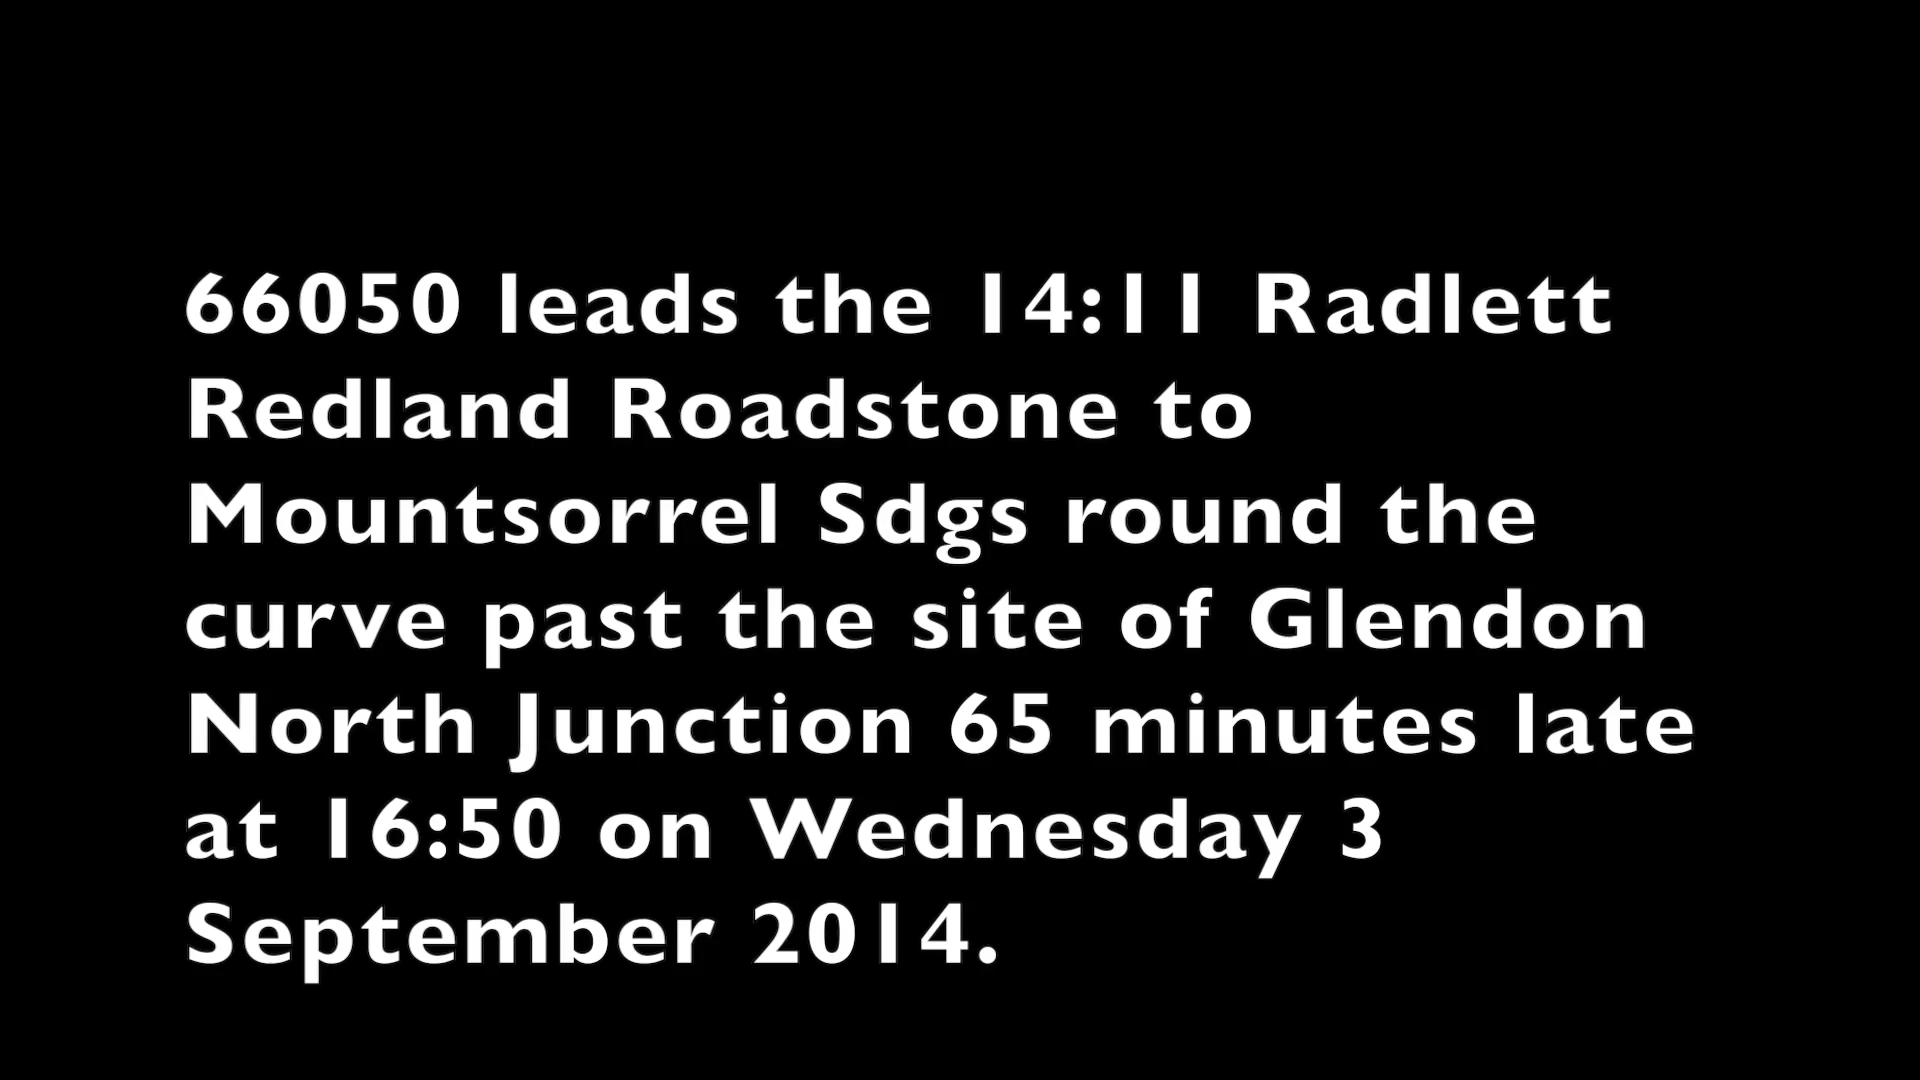 66050 leads the 14:11 Radlett
Redland Roadstone to
Mountsorrel Sdgs round the
curve past the site of Glendon
North Junction 65 minutes late
at 16:50 on Wednesday 3
September 2014.